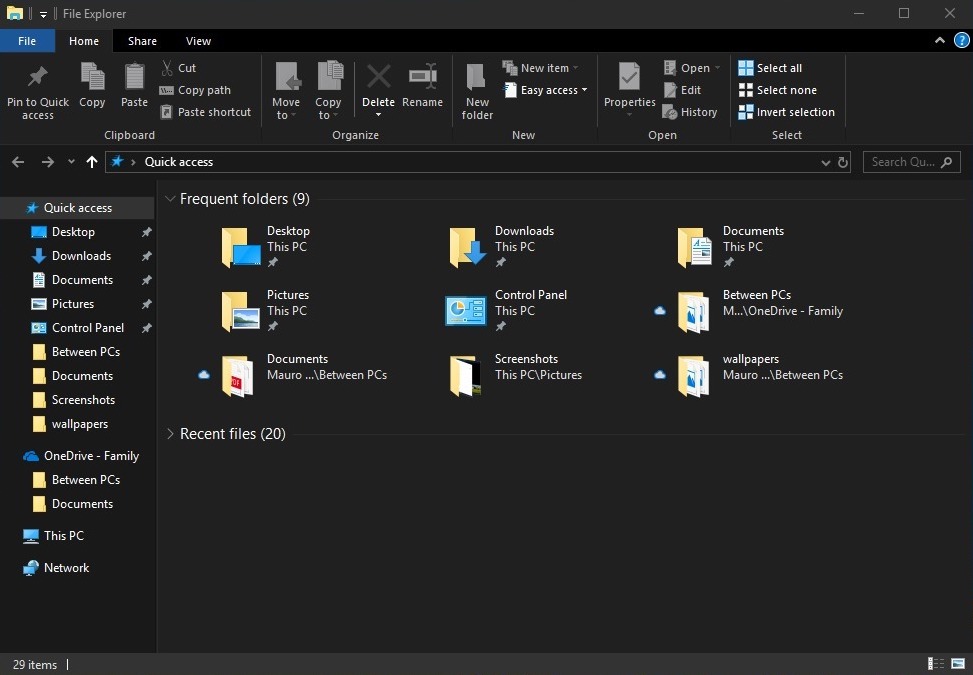 File Explorer
File Home Share View
Pin to Quick access
Copy
Paste
Cut
Copy path
Paste shortcut
Clipboard
Move to
Copy to
Delete
Rename
Organize
New folder
New item
Easy access
New
Properties
Open
Edit
History
Open
Select all
Select none
Invert selection
Select
Quick access
Search Qu...
Quick access
Desktop
Downloads
Documents
Pictures
Control Panel
Between PCs
Documents
Screenshots
wallpapers
OneDrive - Family
Between PCs
Documents
This PC
Network
Frequent folders (9)
Desktop
This PC
Downloads
This PC
Documents
This PC
Pictures
This PC
Control Panel
This PC
Between PCs
M...\OneDrive - Family
Documents
Mauro ...\Between PCs
Screenshots
This PC\Pictures
wallpapers
Mauro ...\Between PCs
Recent files (20)
29 items